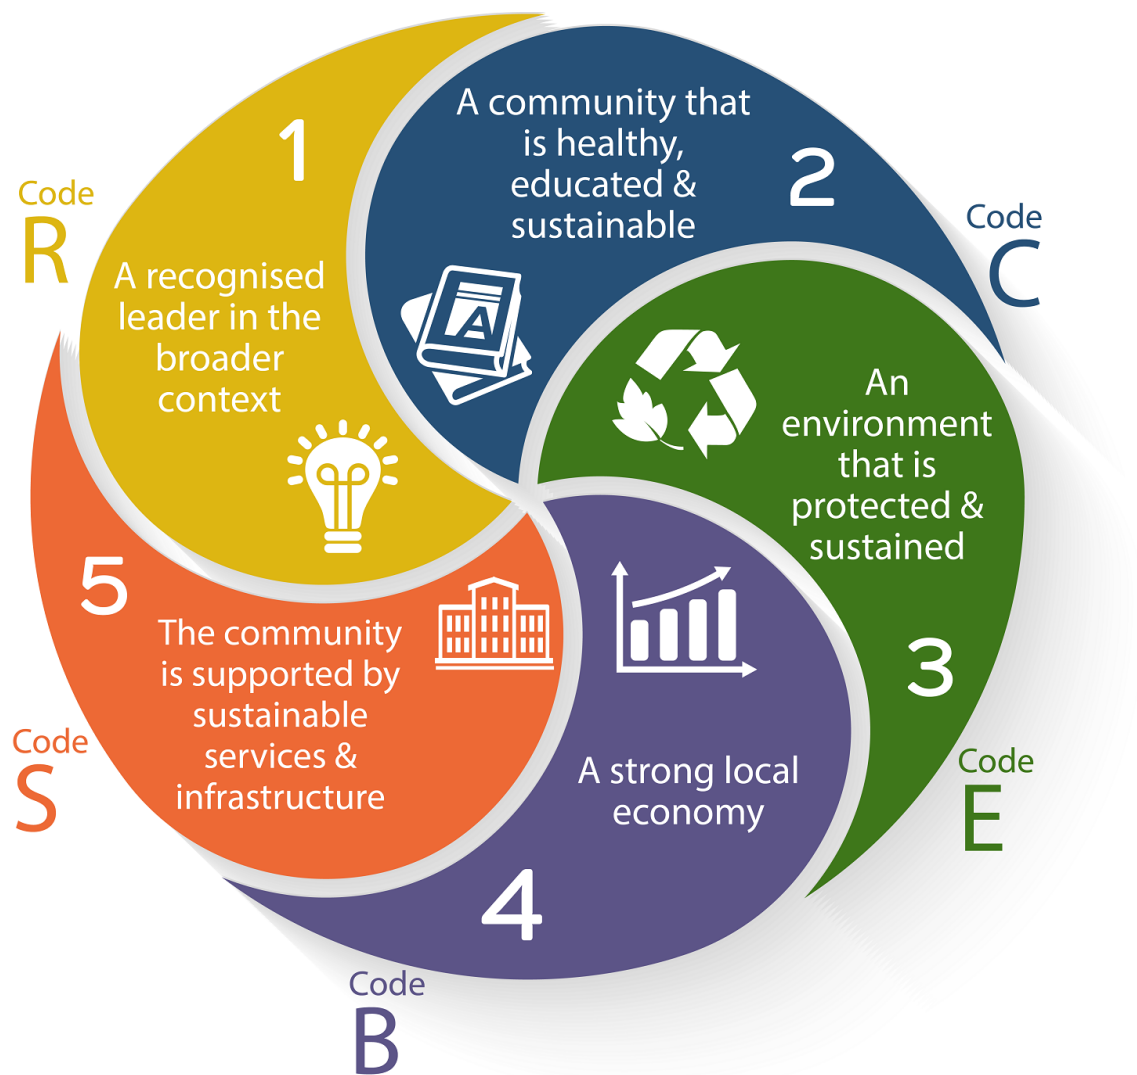 Code
R
1
A recognised
leader in the
broader
context
A community that
is healthy,
educated &
sustainable
2
Code
C
A
An
environment
that is
protected &
sustained
3
Code
E
A strong local
economy
4
Code
B
5
The community
is supported by
sustainable
services &
infrastructure
Code
S